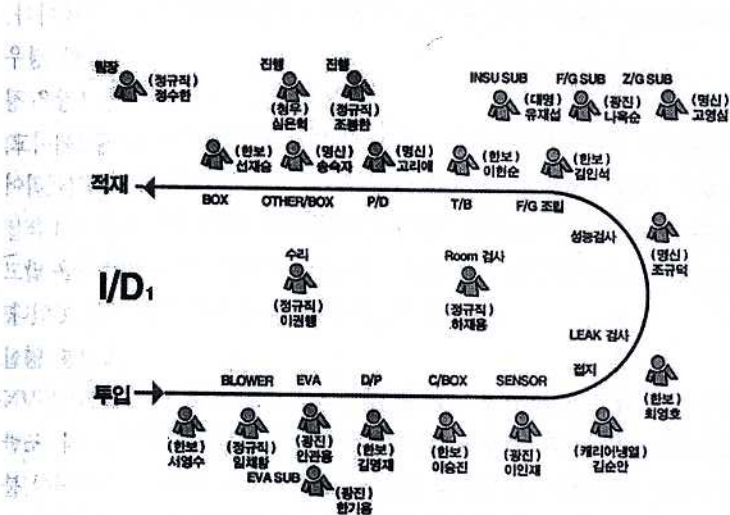 팀장
(정규직)
정수한
진행
(청우)
심은혁
진행
(정규직)
조봉한
INSU SUB
(대영)
유재섭
F/G SUB
(광진)
나옥순
Z/G SUB
(명신)
고영심
(한보)
선재승
(명신)
송숙자
(명신)
고리애
(한보)
이한순
(한보)
김인석
적재
BOX
OTHER/BOX
P/D
T/B
F/G 조립
성능검사
(명신)
조규덕
I/D1
수리
(정규직)
이권행
Room 검사
(정규직)
하재용
LEAK 검사
접지
(한보)
최영호
투입
BLOWER
EVA
D/P
C/BOX
SENSOR
(한보)
서영수
(정규직)
임채황
(광진)
안관용
(한보)
김영재
(한보)
이승진
(광진)
이인재
(캐리어냉열)
김순만
EVA SUB
(광진)
한기용